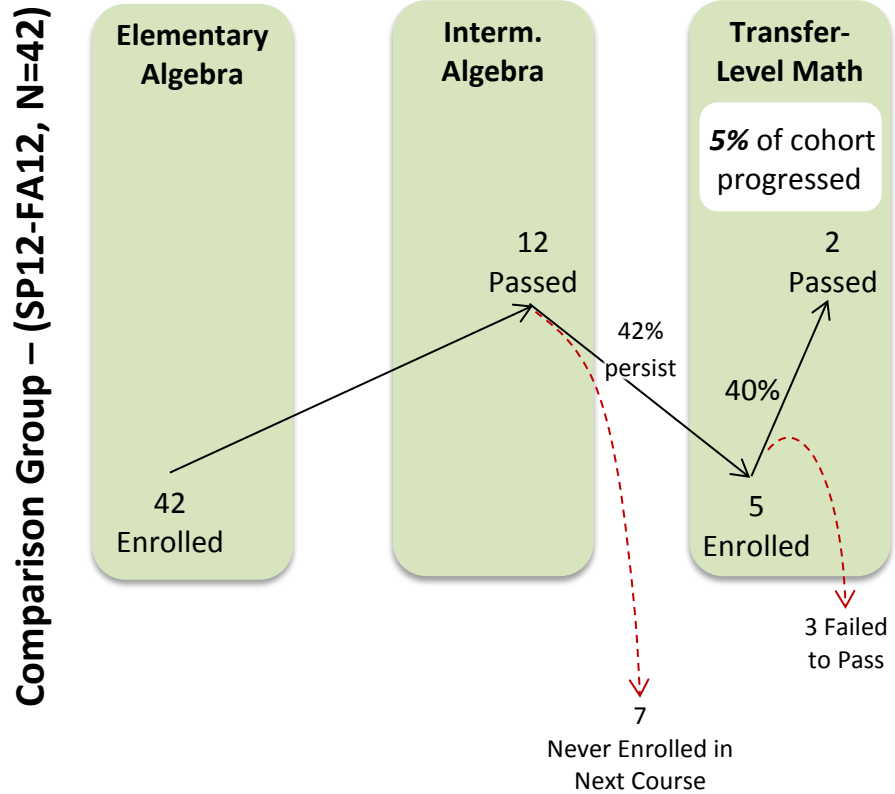 Comparison Group – (SP12-FA12, N=42)
Elementary
Algebra
Interm.
Algebra
Transfer-
Level Math
5% of cohort
progressed
12
Passed
2
Passed
42%
persist
40%
42
Enrolled
5
Enrolled
3 Failed
to Pass
7
Never Enrolled in
Next Course